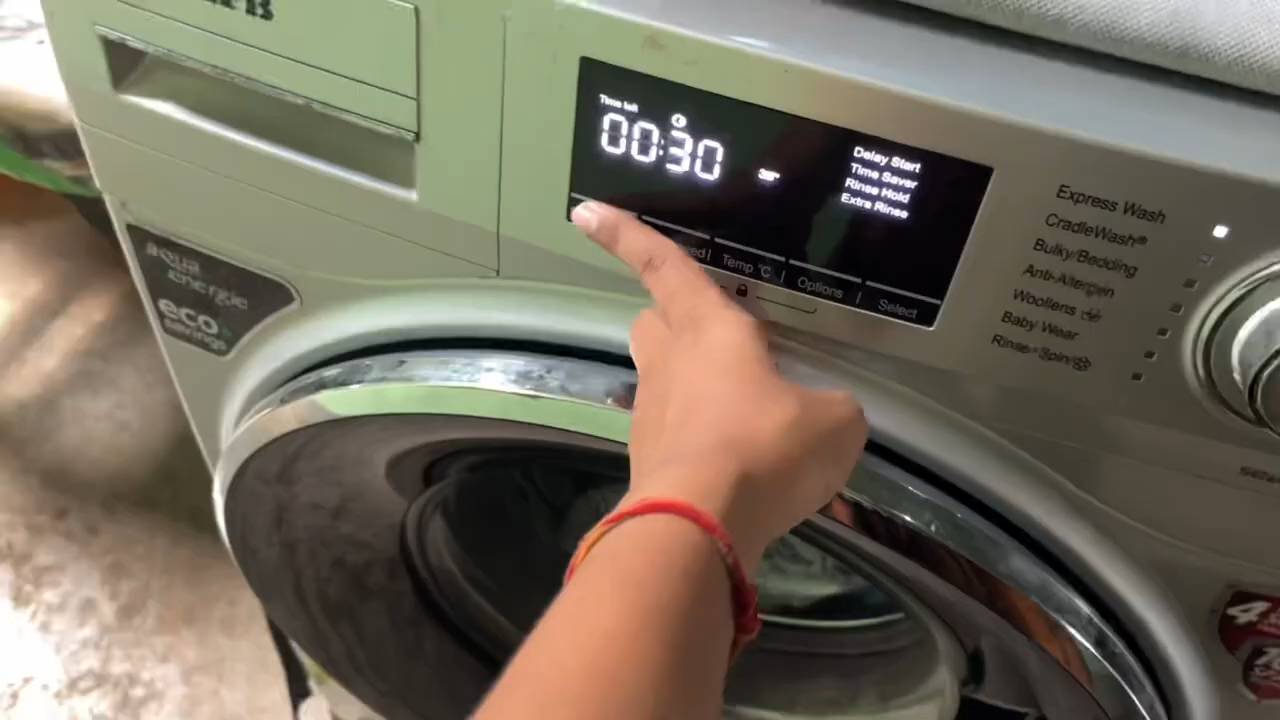 Time left
00:30
Delay Start
Time Saver
Rinse Hold
Extra Rinse
Temp °C | Options | Select
Express Wash
CradleWash®
Bulky/Bedding
Anti-Allergen
Woollens
Baby Wear
Rinse+Spin/
aqua
energie
eco
savings
4